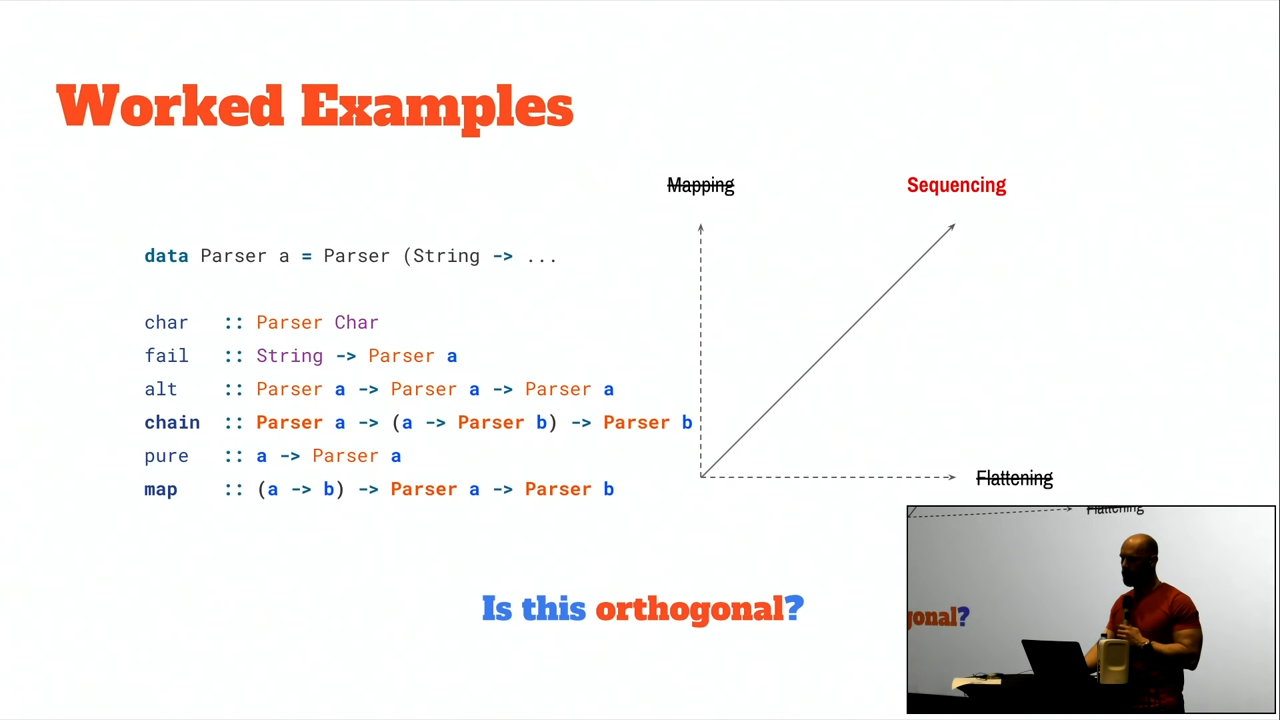 Worked Examples
Mapping
Sequencing
data Parser a = Parser (String -> ...
char :: Parser Char
fail :: String -> Parser a
alt :: Parser a -> Parser a -> Parser a
chain :: Parser a -> (a -> Parser b) -> Parser b
pure :: a -> Parser a
map :: (a -> b) -> Parser a -> Parser b
Flattening
Is this orthogonal?
Flattening
gonal?